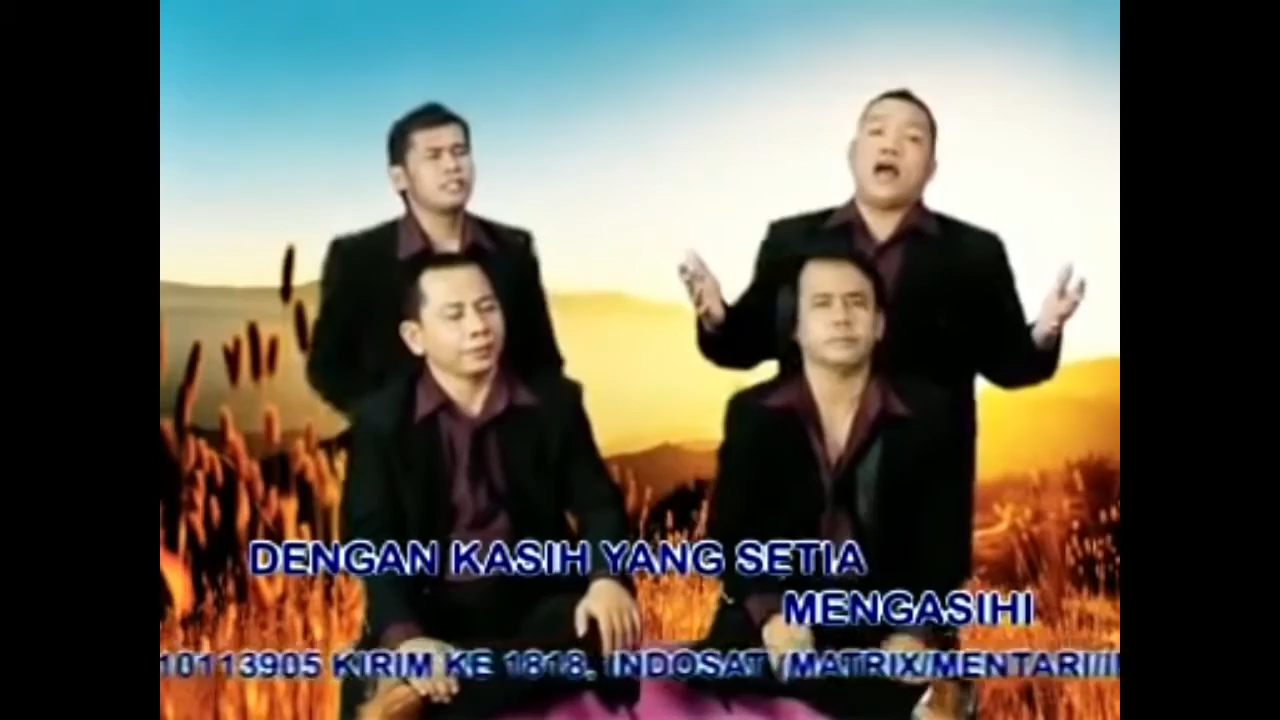 DENGAN KASIH YANG SETIA
MENGASIHI
10113905 KIRIM KE 1818. INDOSAT (MATRIX/MENTARI/I